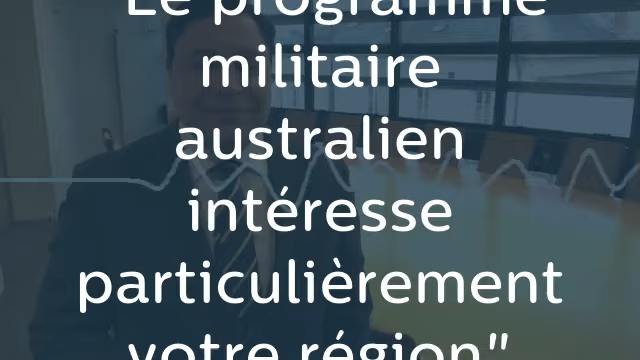 "Le programme
militaire
australien
intéresse
particulièrement
votre région"